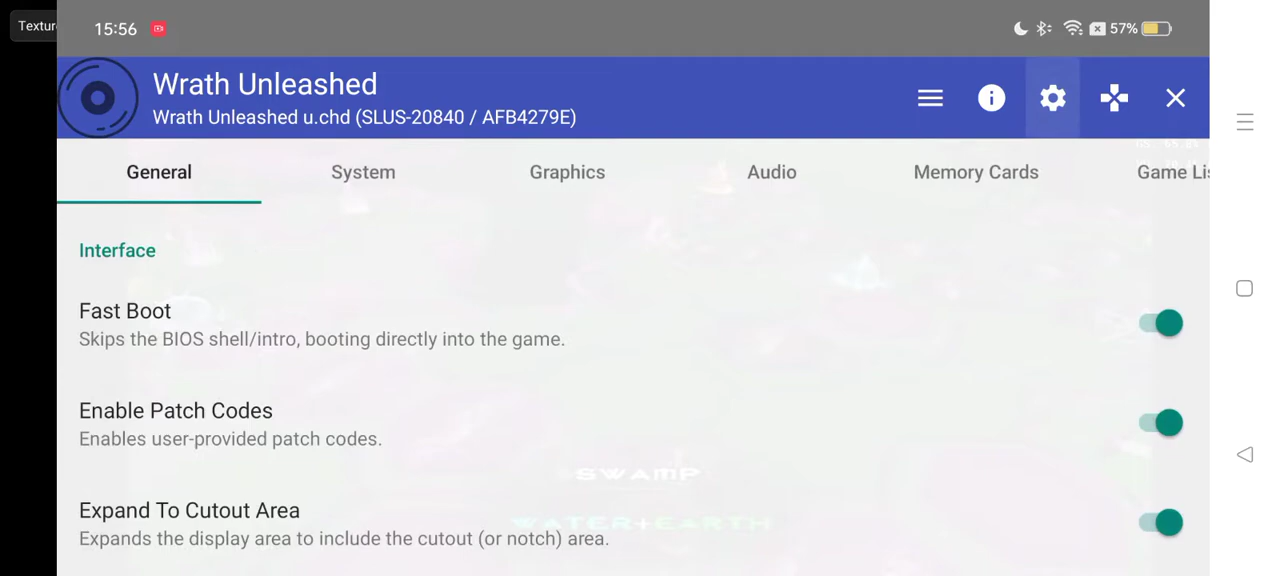 Textur
15:56
57%
Wrath Unleashed
Wrath Unleashed u.chd (SLUS-20840 / AFB4279E)
General System Graphics Audio Memory Cards Game Lis
Interface
Fast Boot
Skips the BIOS shell/intro, booting directly into the game.
Enable Patch Codes
Enables user-provided patch codes.
SWAMP
Expand To Cutout Area
WATER+EARTH
Expands the display area to include the cutout (or notch) area.